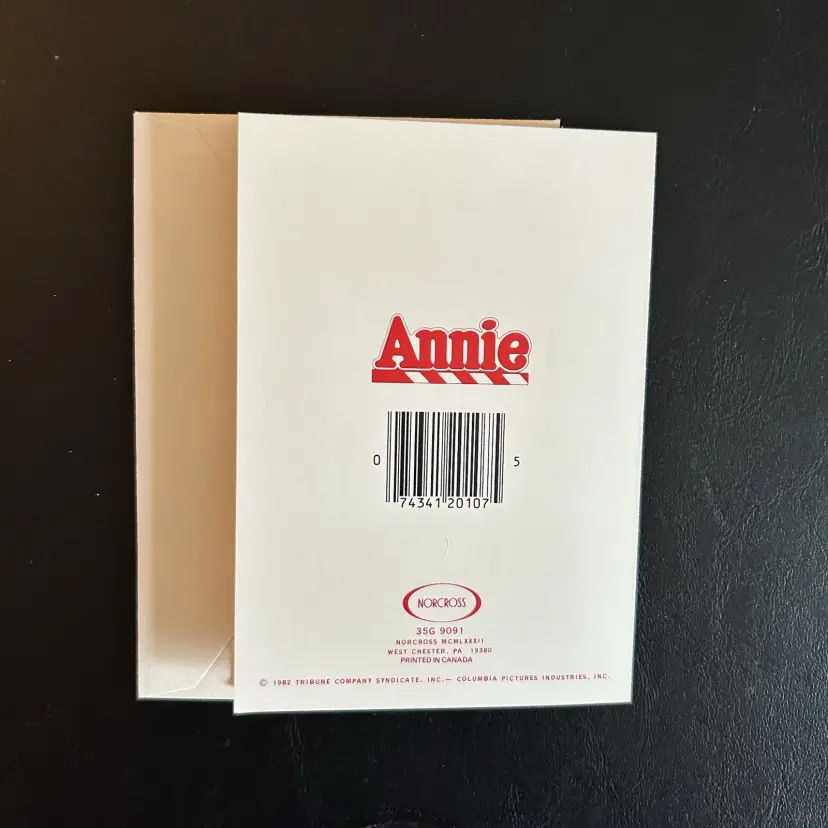 Annie
0 74341 20107 5
NORCROSS
35G 9091
NORCROSS MCMLXXXII
WEST CHESTER, PA 19380
PRINTED IN CANADA
© 1982 TRIBUNE COMPANY SYNDICATE, INC.— COLUMBIA PICTURES INDUSTRIES, INC.